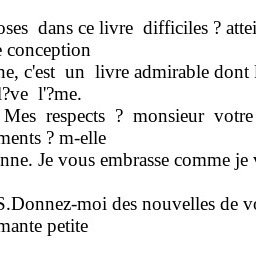 oses dans ce livre difficiles ? attei
e conception
ne, c'est un livre admirable dont l
l?ve l'?me.
Mes respects ? monsieur votre
ments ? m-elle
nne. Je vous embrasse comme je v
S.Donnez-moi des nouvelles de vo
mante petite